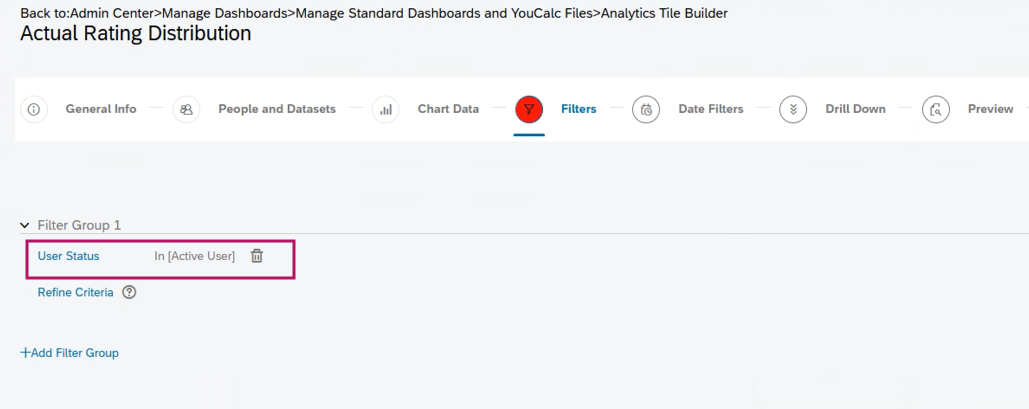 Back to:Admin Center>Manage Dashboards>Manage Standard Dashboards and YouCalc Files>Analytics Tile Builder
Actual Rating Distribution
General Info People and Datasets Chart Data Filters Date Filters Drill Down Preview
Filter Group 1
User Status In [Active User]
Refine Criteria ?
+Add Filter Group